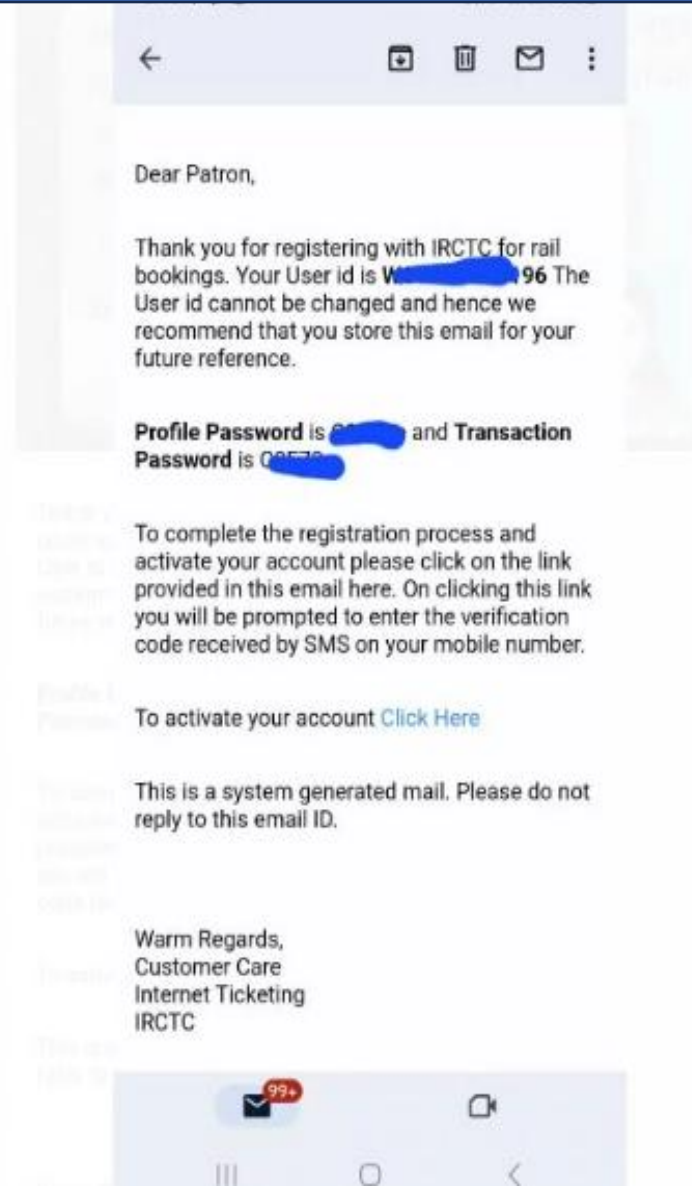 Dear Patron,
Thank you for registering with IRCTC for rail
bookings. Your User id is 96 The
User id cannot be changed and hence we
recommend that you store this email for your
future reference.
Profile Password is and Transaction
Password is
To complete the registration process and
activate your account please click on the link
provided in this email here. On clicking this link
you will be prompted to enter the verification
code received by SMS on your mobile number.
To activate your account Click Here
This is a system generated mail. Please do not
reply to this email ID.
Warm Regards,
Customer Care
Internet Ticketing
IRCTC
99+